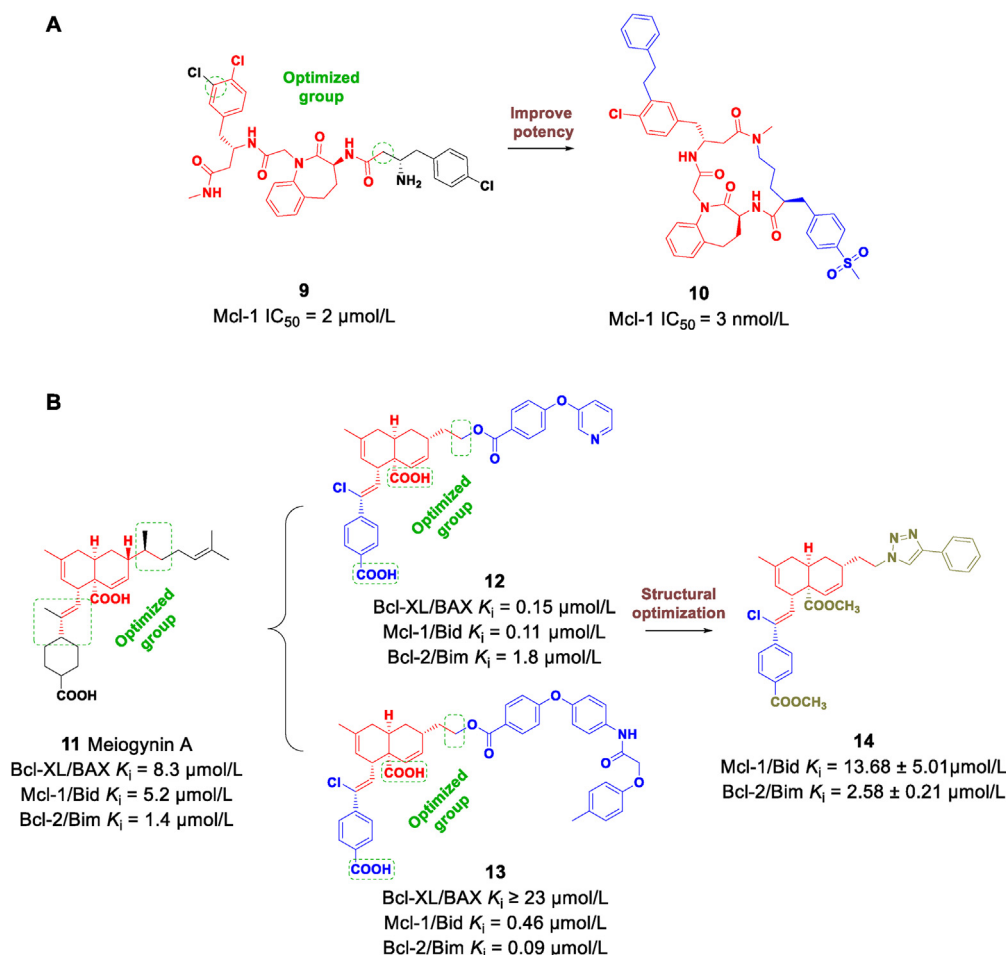 A
Cl
Cl
Optimized
group
H
N
O
NH
O
N
O
H
N
O
NH2
Cl
9
Mcl-1 IC50 = 2 μmol/L
Improve
potency
Cl
O
N
HN
O
O
N
H
N
O
O
S
O
10
Mcl-1 IC50 = 3 nmol/L
B
H
COOH
Optimized
group
COOH
11 Meiogynin A
Bcl-XL/BAX Ki = 8.3 μmol/L
Mcl-1/Bid Ki = 5.2 μmol/L
Bcl-2/Bim Ki = 1.4 μmol/L
H
O
O
O
N
COOH
Cl
Optimized
group
COOH
12
Bcl-XL/BAX Ki = 0.15 μmol/L
Mcl-1/Bid Ki = 0.11 μmol/L
Bcl-2/Bim Ki = 1.8 μmol/L
H
O
O
O
NH
O
O
COOH
Cl
Optimized
group
COOH
13
Bcl-XL/BAX Ki ≥ 23 μmol/L
Mcl-1/Bid Ki = 0.46 μmol/L
Bcl-2/Bim Ki = 0.09 μmol/L
Structural
optimization
H
N
N
N
COOCH3
Cl
COOCH3
14
Mcl-1/Bid Ki = 13.68 ± 5.01μmol/L
Bcl-2/Bim Ki = 2.58 ± 0.21 μmol/L